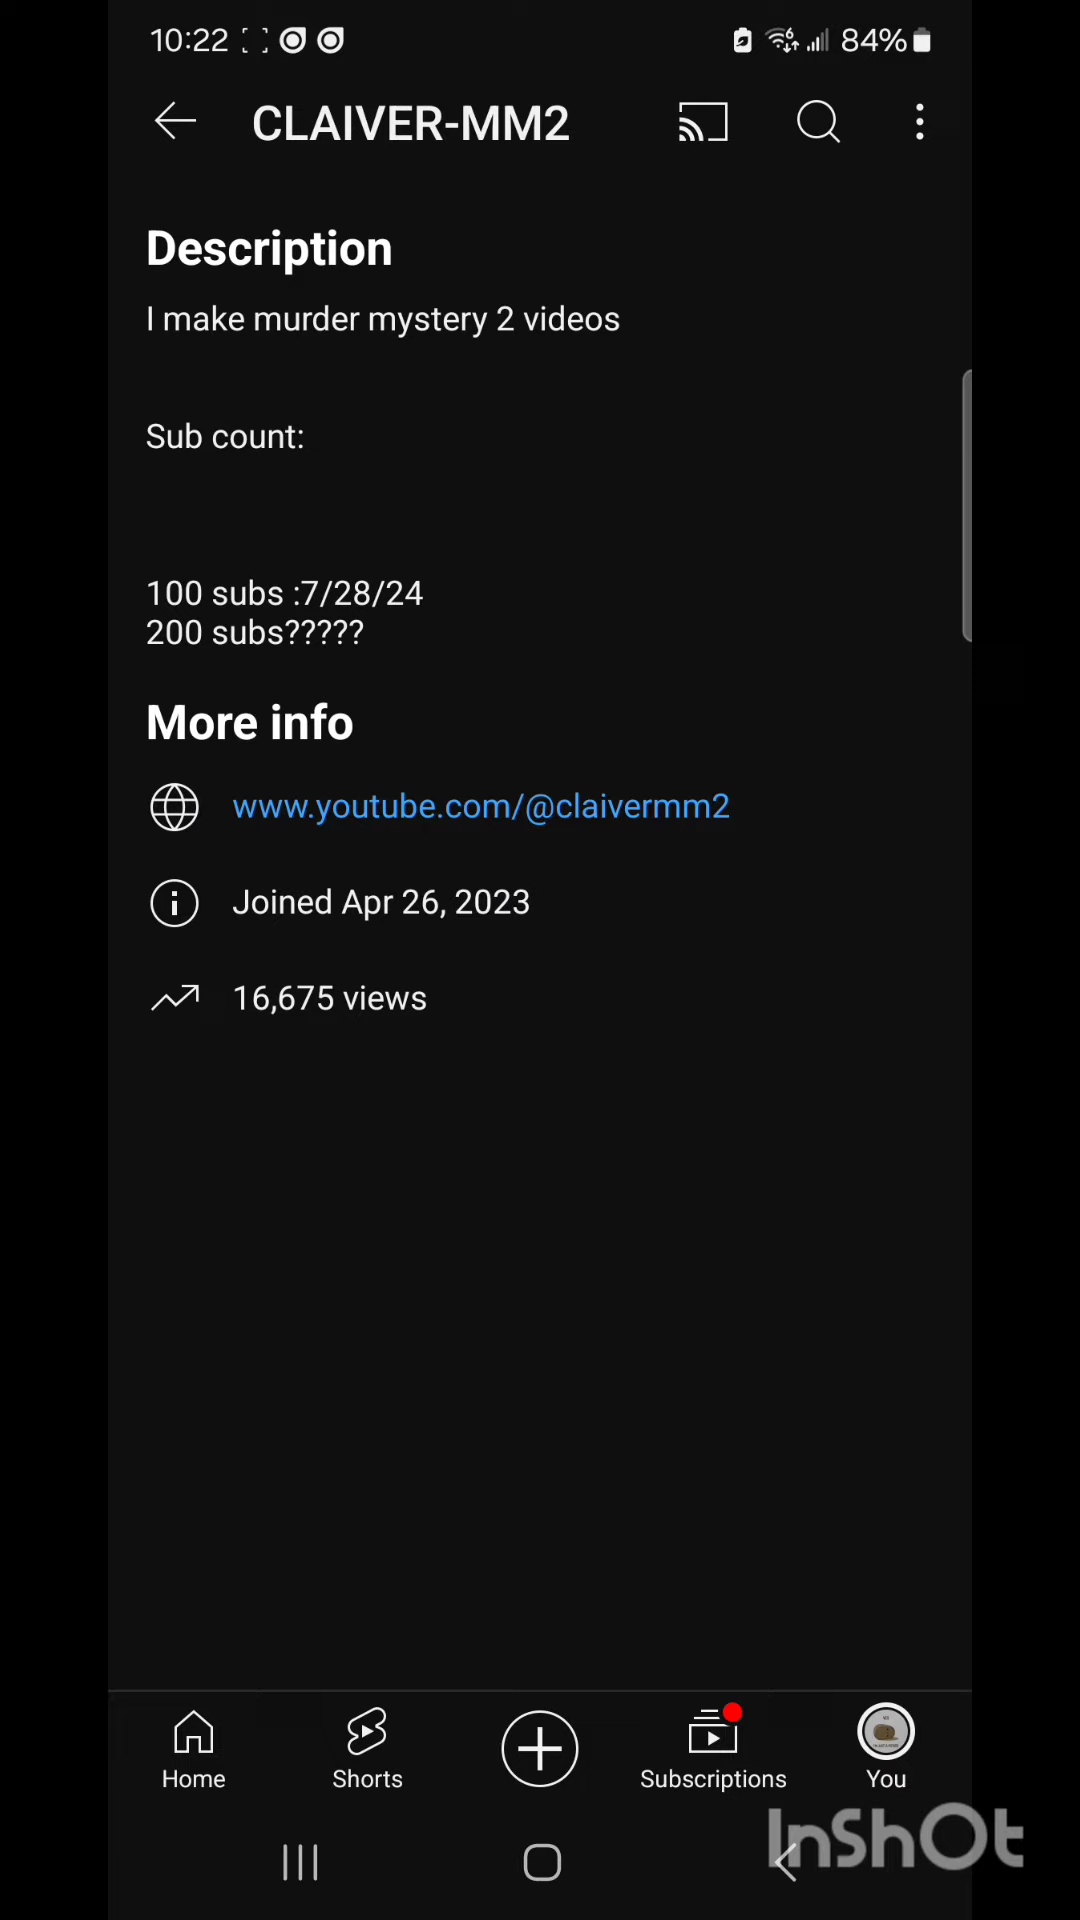 10:22
84%
CLAIVER-MM2
Description
I make murder mystery 2 videos
Sub count:
100 subs :7/28/24
200 subs?????
More info
www.youtube.com/@claivermm2
Joined Apr 26, 2023
16,675 views
Home
Shorts
Subscriptions
You
InShOt